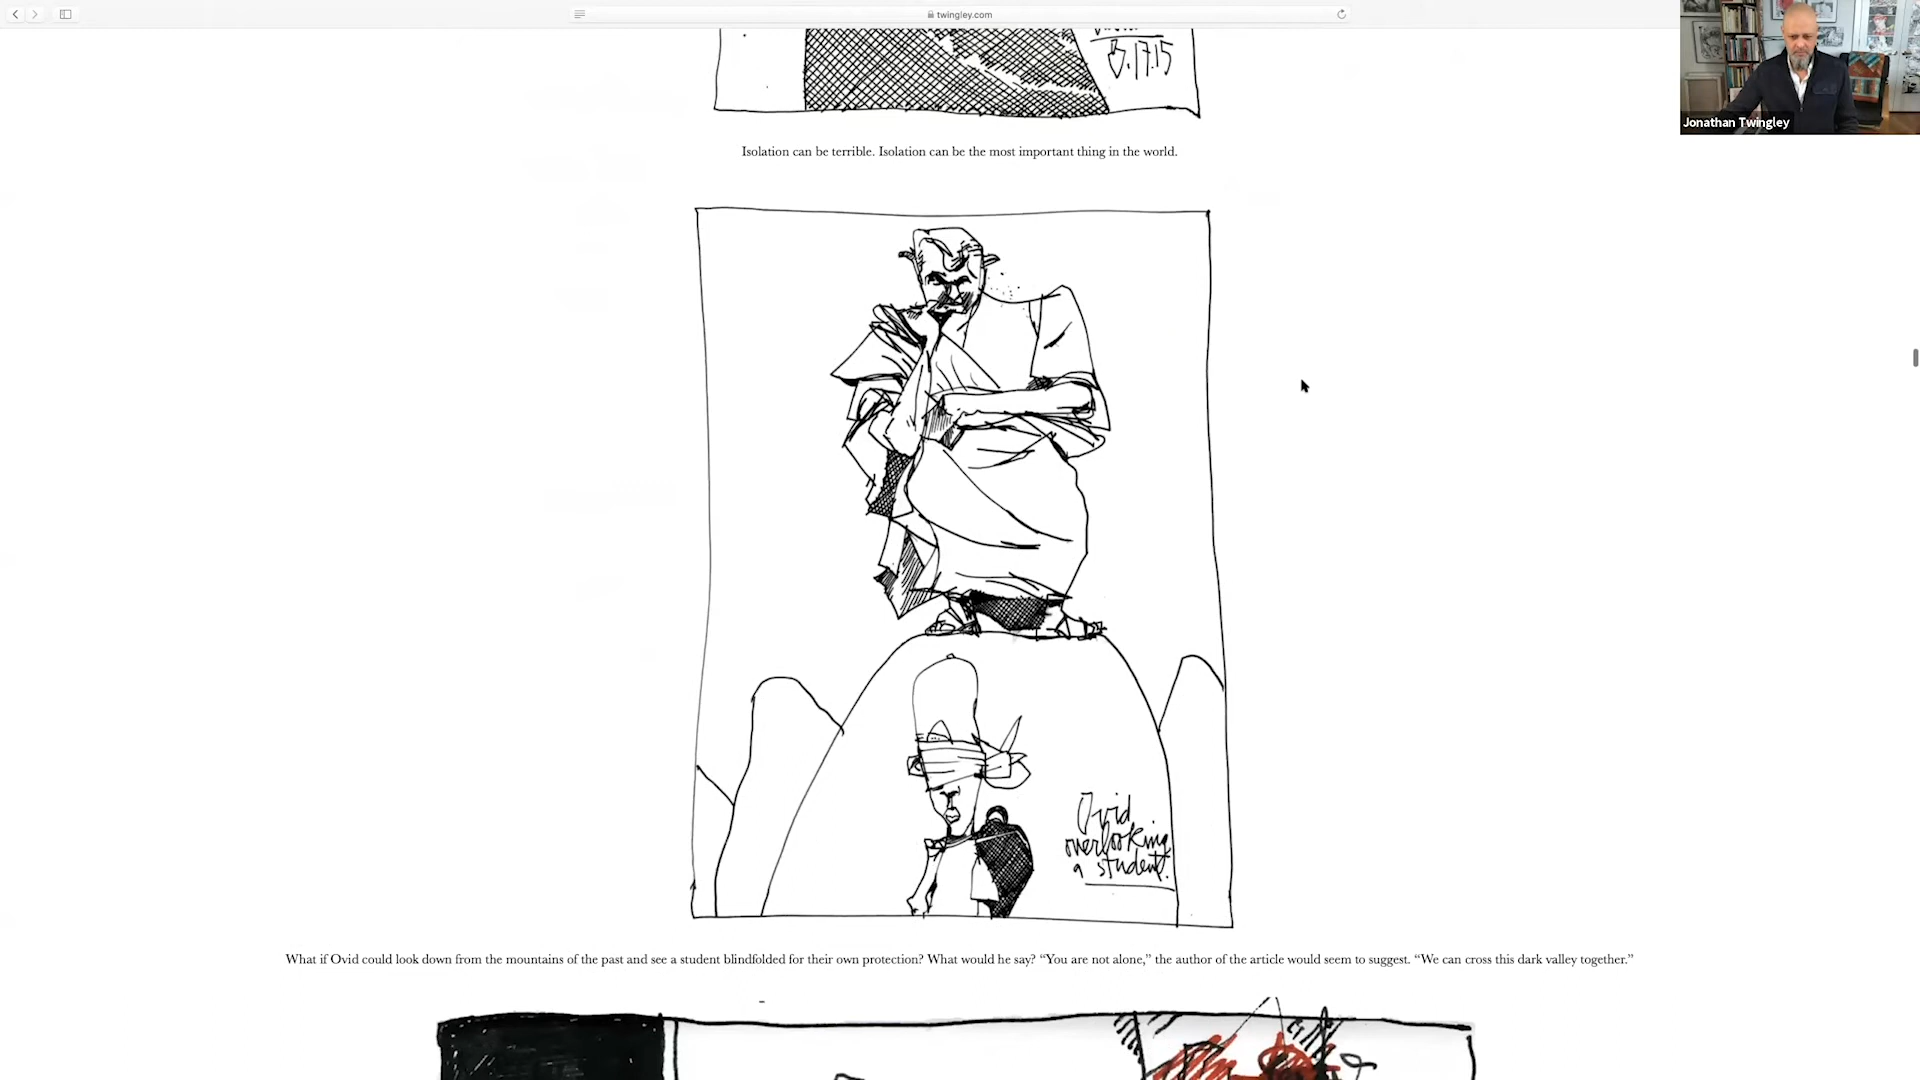 twingley.com
8.17.15
Jonathan Twingley
Isolation can be terrible. Isolation can be the most important thing in the world.
Ovid
overlooking
a student.
What if Ovid could look down from the mountains of the past and see a student blindfolded for their own protection? What would he say? “You are not alone,” the author of the article would seem to suggest. “We can cross this dark valley together.”